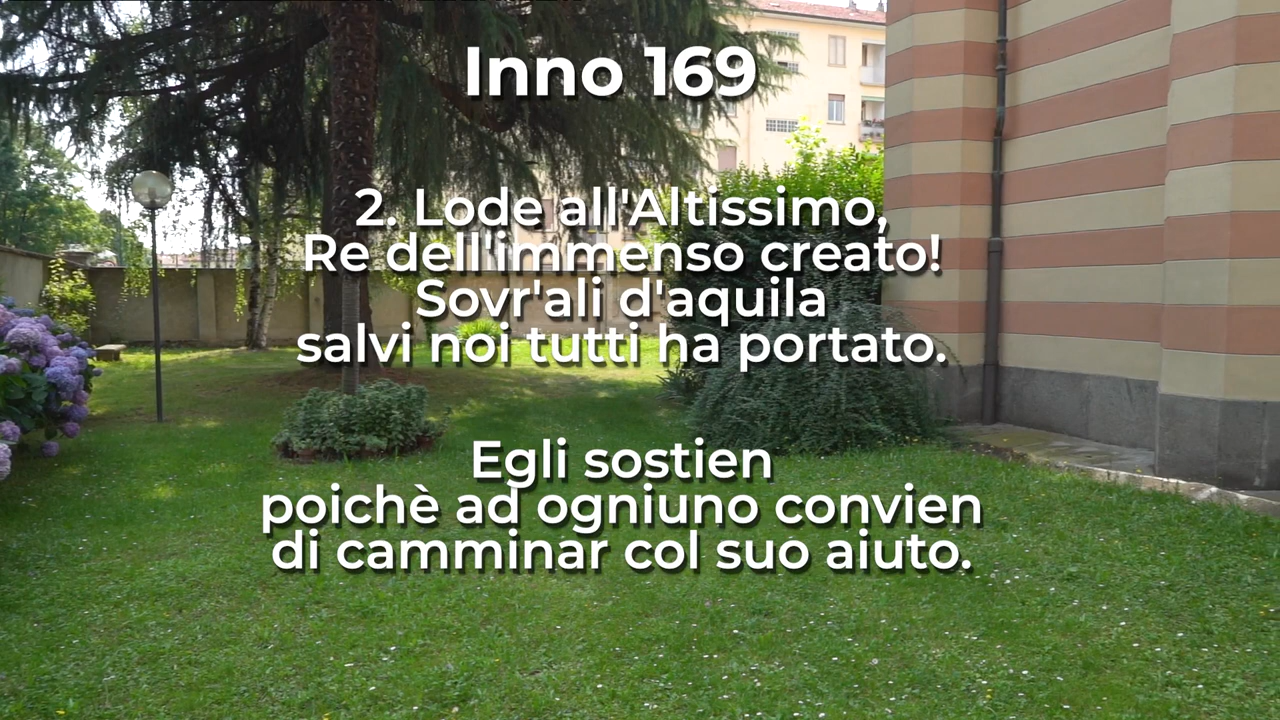 Inno 169
2. Lode all'Altissimo,
Re dell'immenso creato!
Sovr'ali d'aquila
salvi noi tutti ha portato.
Egli sostien
poichè ad ogniuno convien
di camminar col suo aiuto.